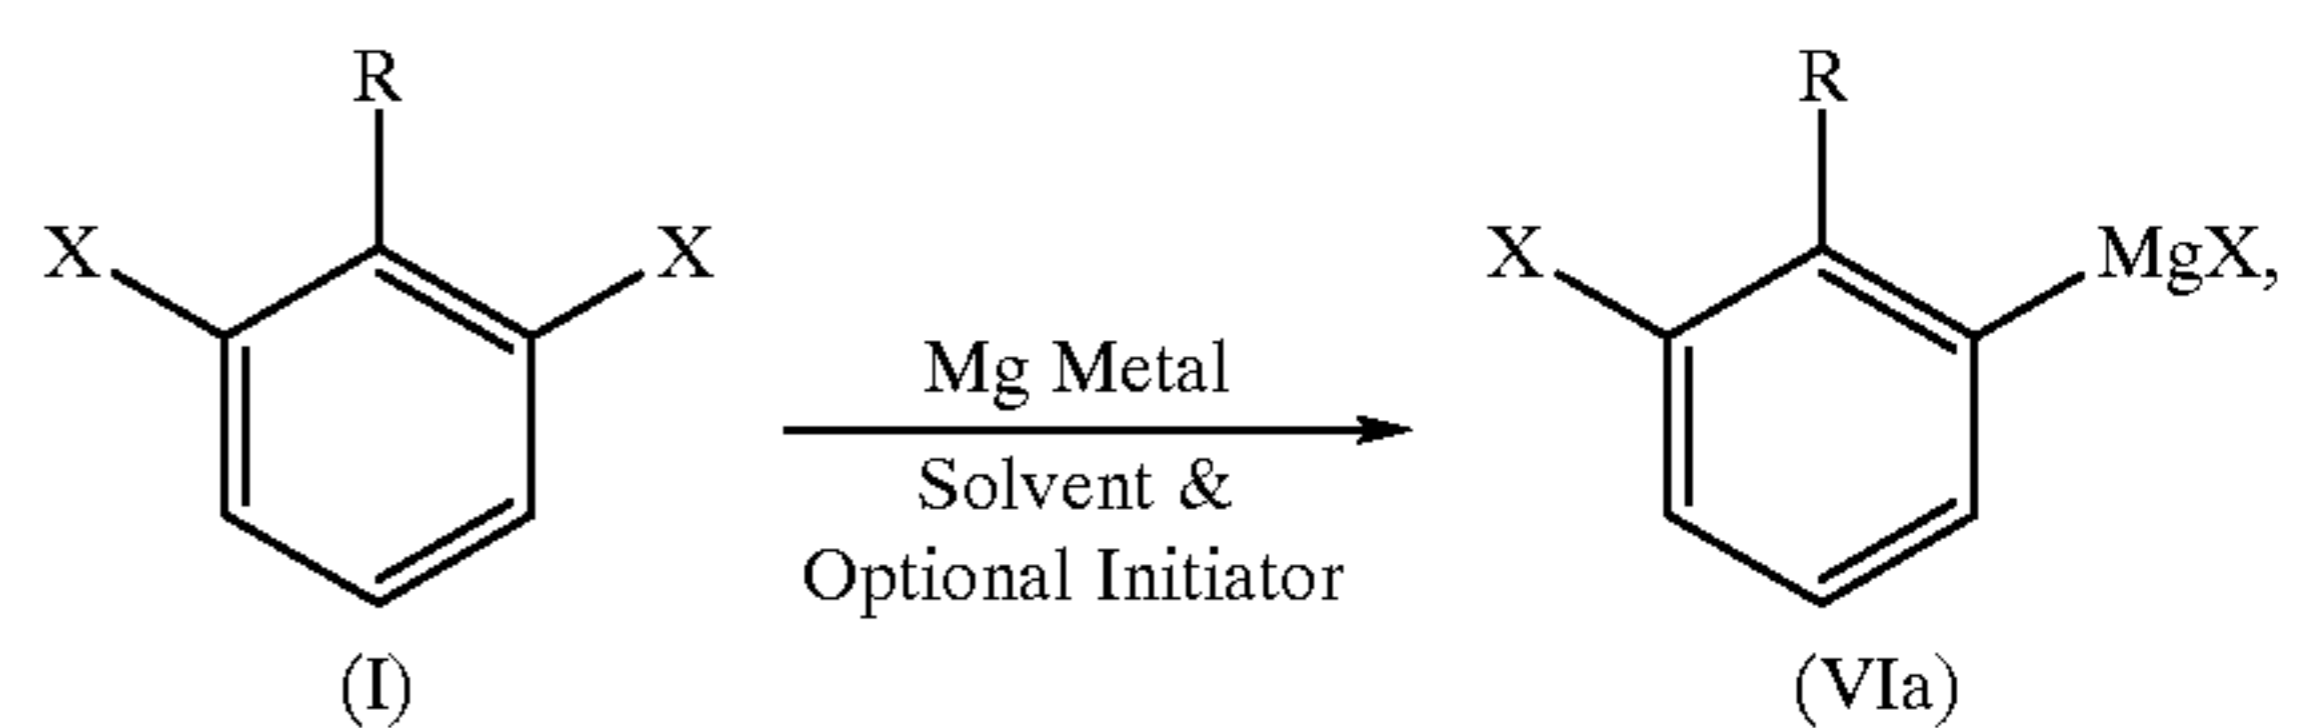 R
R
X
X
X
MgX,
Mg Metal
Solvent &
Optional Initiator
(I)
(VIa)